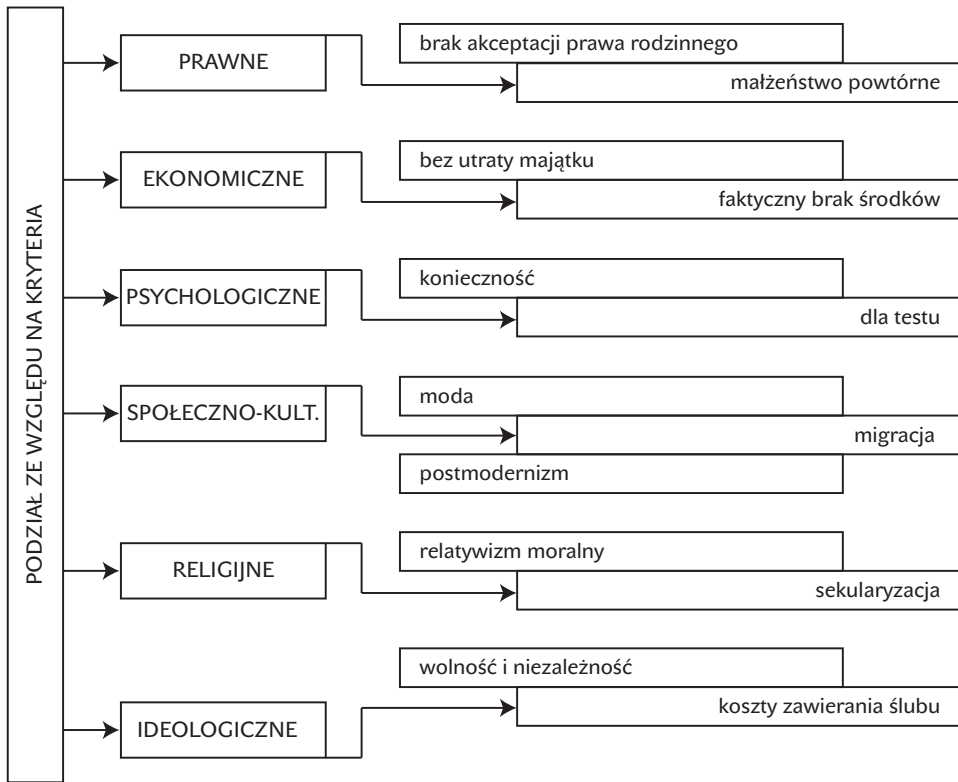 PODZIAŁ ZE WZGLĘDU NA KRYTERIA
PRAWNE
brak akceptacji prawa rodzinnego
małżeństwo powtórne
EKONOMICZNE
bez utraty majątku
faktyczny brak środków
PSYCHOLOGICZNE
konieczność
dla testu
SPOŁECZNO-KULT.
moda
migracja
postmodernizm
RELIGIJNE
relatywizm moralny
sekularyzacja
IDEOLOGICZNE
wolność i niezależność
koszty zawierania ślubu